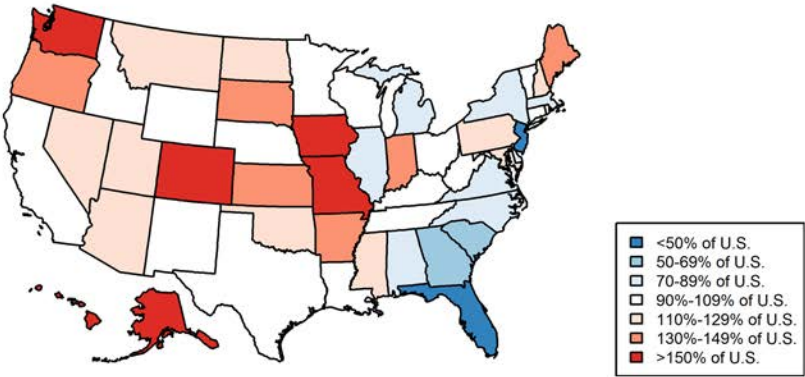 <50% of U.S.
50-69% of U.S.
70-89% of U.S.
90%-109% of U.S.
110%-129% of U.S.
130%-149% of U.S.
>150% of U.S.